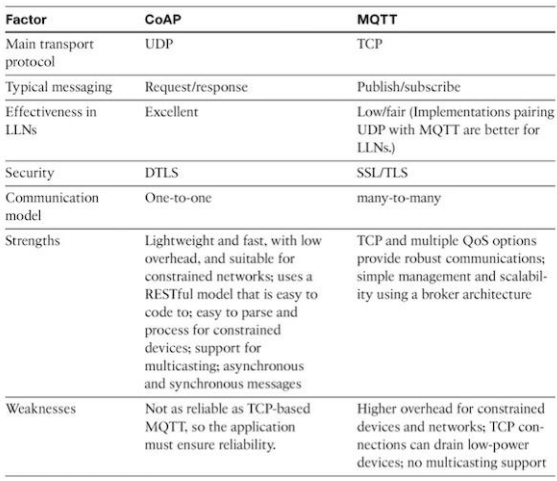 Factor CoAP MQTT
Main transport UDP TCP
protocol
Typical messaging Request/response Publish/subscribe
Effectiveness in Excellent Low/fair (Implementations pairing
LLNs UDP with MQTT are better for
LLNs.)
Security DTLS SSL/TLS
Communication One-to-one many-to-many
model
Strengths Lightweight and fast, with low TCP and multiple QoS options
overhead, and suitable for provide robust communications;
constrained networks; uses a simple management and scalabil-
RESTful model that is easy to ity using a broker architecture
code to; easy to parse and
process for constrained
devices; support for
multicasting; asynchronous
and synchronous messages
Weaknesses Not as reliable as TCP-based Higher overhead for constrained
MQTT, so the application devices and networks; TCP con-
must ensure reliability. nections can drain low-power
devices; no multicasting support